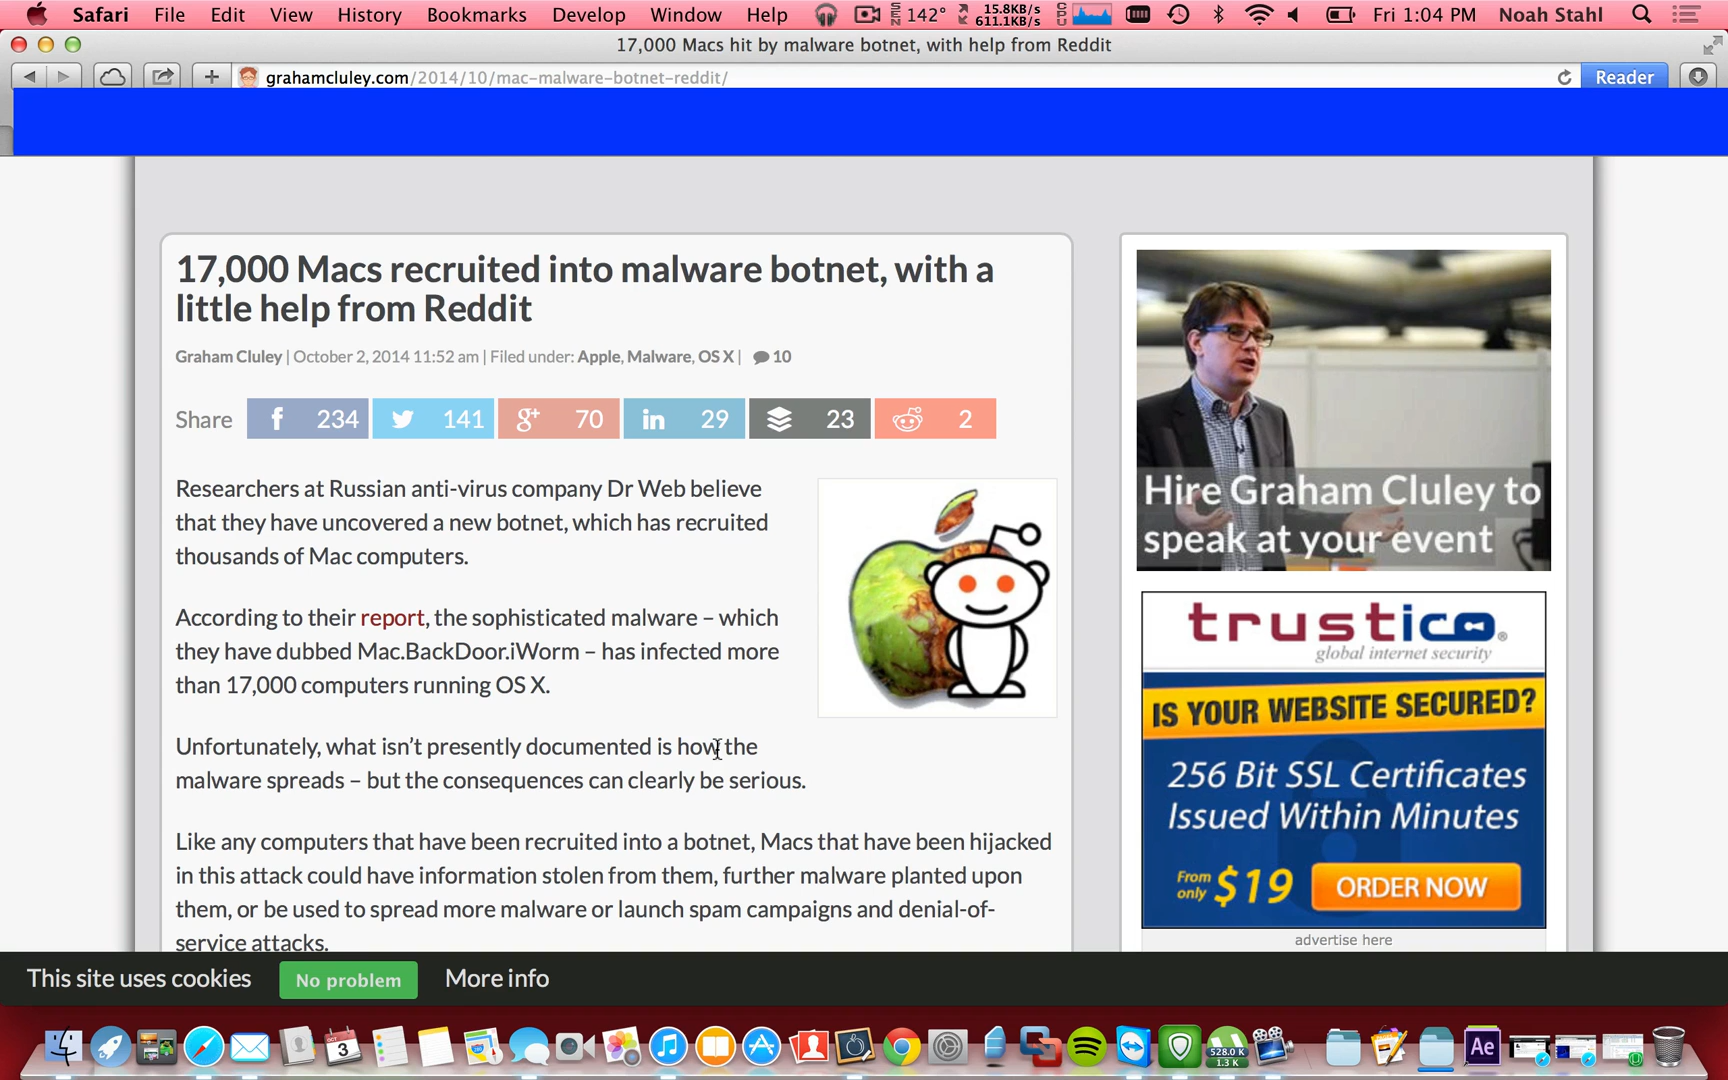 Safari File Edit View History Bookmarks Develop Window Help SEN 142° 15.8KB/s 611.1KB/s CPU Fri 1:04 PM Noah Stahl
17,000 Macs hit by malware botnet, with help from Reddit
grahamcluley.com/2014/10/mac-malware-botnet-reddit/ Reader
17,000 Macs recruited into malware botnet, with a
little help from Reddit
Graham Cluley | October 2, 2014 11:52 am | Filed under: Apple, Malware, OS X | 10
Share f 234 141 g+ 70 in 29 23 2
Researchers at Russian anti-virus company Dr Web believe
that they have uncovered a new botnet, which has recruited
thousands of Mac computers.
According to their report, the sophisticated malware – which
they have dubbed Mac.BackDoor.iWorm – has infected more
than 17,000 computers running OS X.
Unfortunately, what isn't presently documented is how the
malware spreads – but the consequences can clearly be serious.
Like any computers that have been recruited into a botnet, Macs that have been hijacked
in this attack could have information stolen from them, further malware planted upon
them, or be used to spread more malware or launch spam campaigns and denial-of-
service attacks.
Hire Graham Cluley to
speak at your event
trustico®
global internet security
IS YOUR WEBSITE SECURED?
256 Bit SSL Certificates
Issued Within Minutes
From only $19 ORDER NOW
advertise here
This site uses cookies No problem More info
OCT 3
528.0 K
1.3 K
Ae